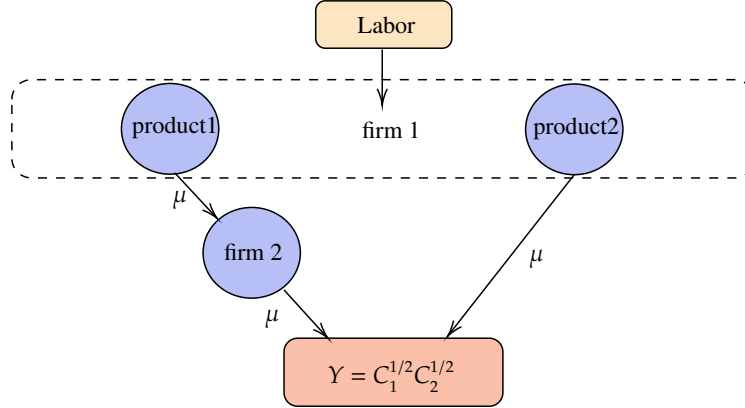 Labor
product1
firm 1
product2
μ
firm 2
μ
μ
Y = C_1^{1/2} C_2^{1/2}